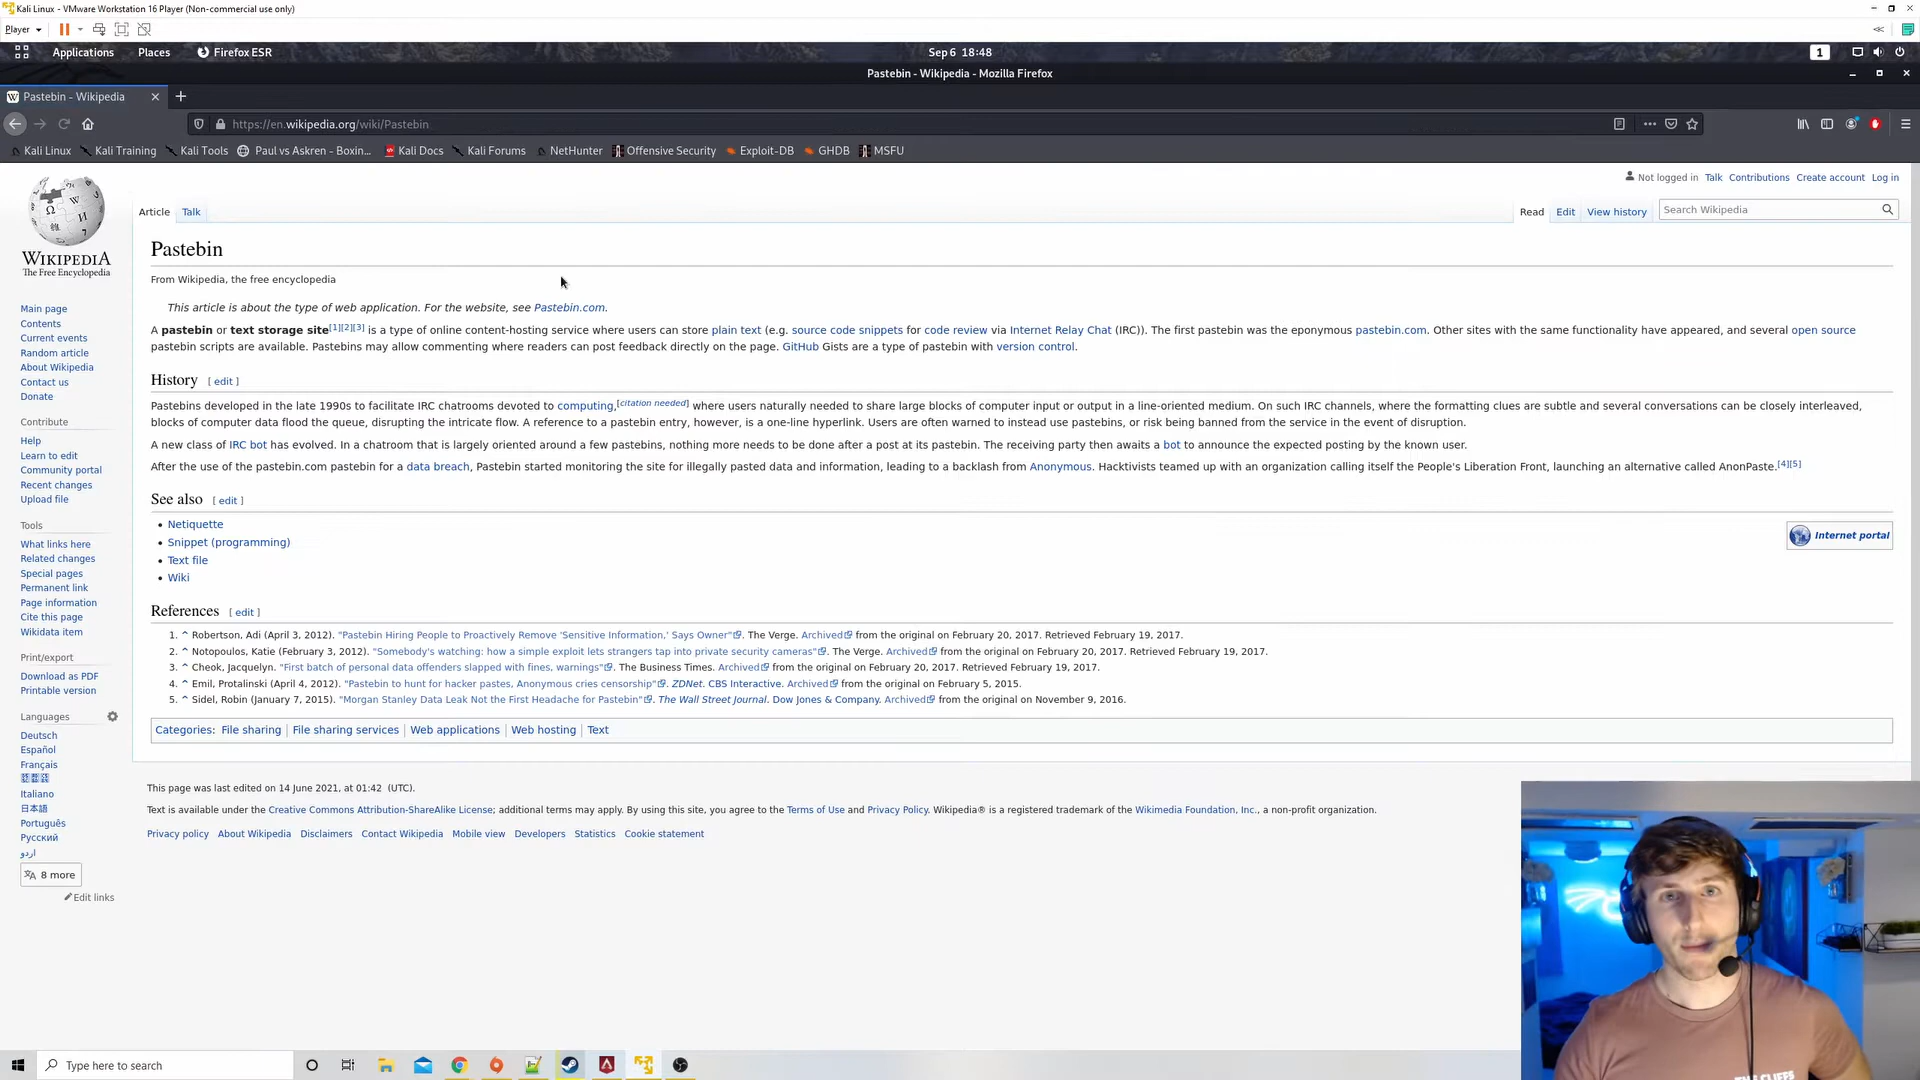 Kali Linux - VMware Workstation 16 Player (Non-commercial use only)
Player
Applications Places Firefox ESR Sep 6 18:48 1
Pastebin - Wikipedia - Mozilla Firefox
Pastebin - Wikipedia
https://en.wikipedia.org/wiki/Pastebin
Kali Linux Kali Training Kali Tools Paul vs Askren - Boxin... Kali Docs Kali Forums NetHunter Offensive Security Exploit-DB GHDB MSFU
Not logged in Talk Contributions Create account Log in
Article Talk Read Edit View history Search Wikipedia
WIKIPEDIA
The Free Encyclopedia
Main page
Contents
Current events
Random article
About Wikipedia
Contact us
Donate
Contribute
Help
Learn to edit
Community portal
Recent changes
Upload file
Tools
What links here
Related changes
Special pages
Permanent link
Page information
Cite this page
Wikidata item
Print/export
Download as PDF
Printable version
Languages
Deutsch
Español
Français
Italiano
日本語
Português
Русский
اردو
8 more
Edit links
Pastebin
From Wikipedia, the free encyclopedia
This article is about the type of web application. For the website, see Pastebin.com.
A pastebin or text storage site[1][2][3] is a type of online content-hosting service where users can store plain text (e.g. source code snippets for code review via Internet Relay Chat (IRC)). The first pastebin was the eponymous pastebin.com. Other sites with the same functionality have appeared, and several open source
pastebin scripts are available. Pastebins may allow commenting where readers can post feedback directly on the page. GitHub Gists are a type of pastebin with version control.
History [ edit ]
Pastebins developed in the late 1990s to facilitate IRC chatrooms devoted to computing,[citation needed] where users naturally needed to share large blocks of computer input or output in a line-oriented medium. On such IRC channels, where the formatting clues are subtle and several conversations can be closely interleaved,
blocks of computer data flood the queue, disrupting the intricate flow. A reference to a pastebin entry, however, is a one-line hyperlink. Users are often warned to instead use pastebins, or risk being banned from the service in the event of disruption.
A new class of IRC bot has evolved. In a chatroom that is largely oriented around a few pastebins, nothing more needs to be done after a post at its pastebin. The receiving party then awaits a bot to announce the expected posting by the known user.
After the use of the pastebin.com pastebin for a data breach, Pastebin started monitoring the site for illegally pasted data and information, leading to a backlash from Anonymous. Hacktivists teamed up with an organization calling itself the People's Liberation Front, launching an alternative called AnonPaste.[4][5]
See also [ edit ]
• Netiquette
• Snippet (programming)
• Text file
• Wiki
Internet portal
References [ edit ]
1. ^ Robertson, Adi (April 3, 2012). "Pastebin Hiring People to Proactively Remove 'Sensitive Information,' Says Owner". The Verge. Archived from the original on February 20, 2017. Retrieved February 19, 2017.
2. ^ Notopoulos, Katie (February 3, 2012). "Somebody's watching: how a simple exploit lets strangers tap into private security cameras". The Verge. Archived from the original on February 20, 2017. Retrieved February 19, 2017.
3. ^ Cheok, Jacquelyn. "First batch of personal data offenders slapped with fines, warnings". The Business Times. Archived from the original on February 20, 2017. Retrieved February 19, 2017.
4. ^ Emil, Protalinski (April 4, 2012). "Pastebin to hunt for hacker pastes, Anonymous cries censorship". ZDNet. CBS Interactive. Archived from the original on February 5, 2015.
5. ^ Sidel, Robin (January 7, 2015). "Morgan Stanley Data Leak Not the First Headache for Pastebin". The Wall Street Journal. Dow Jones & Company. Archived from the original on November 9, 2016.
Categories: File sharing | File sharing services | Web applications | Web hosting | Text
This page was last edited on 14 June 2021, at 01:42 (UTC).
Text is available under the Creative Commons Attribution-ShareAlike License; additional terms may apply. By using this site, you agree to the Terms of Use and Privacy Policy. Wikipedia® is a registered trademark of the Wikimedia Foundation, Inc., a non-profit organization.
Privacy policy About Wikipedia Disclaimers Contact Wikipedia Mobile view Developers Statistics Cookie statement
Type here to search